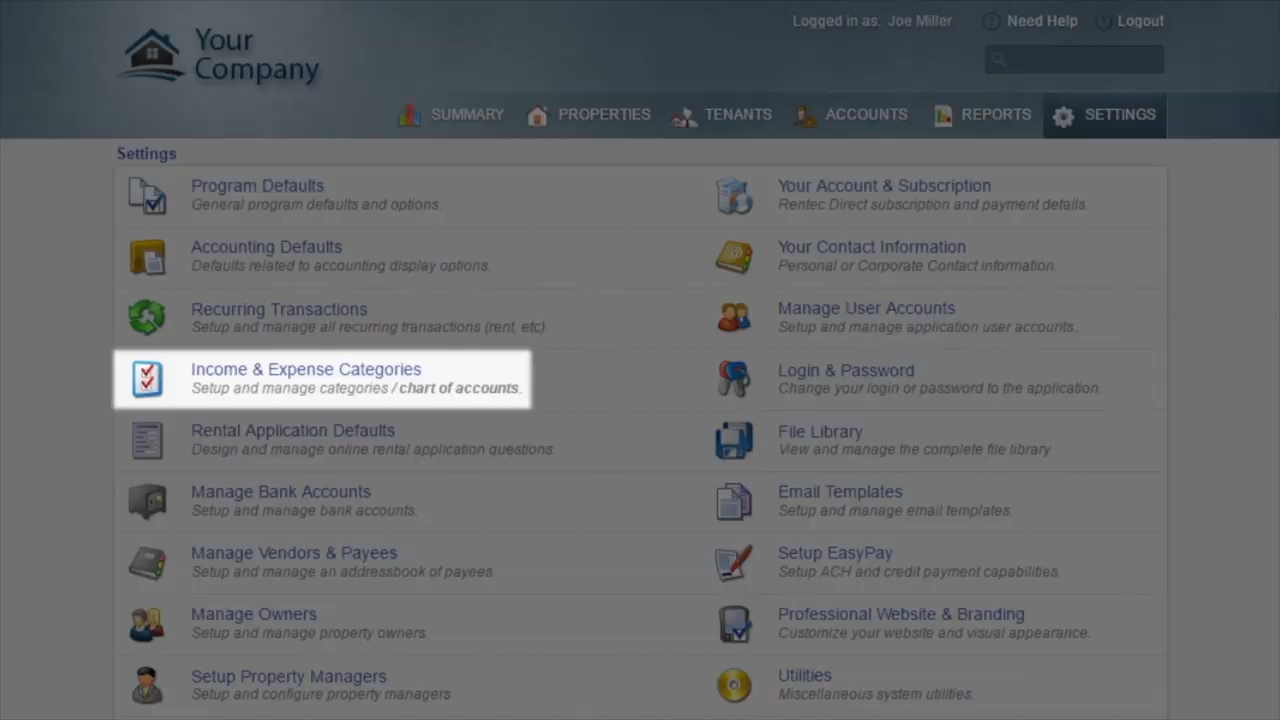 Your
Company
Logged in as: Joe Miller
Need Help
Logout
SUMMARY
PROPERTIES
TENANTS
ACCOUNTS
REPORTS
SETTINGS
Settings
Program Defaults
General program defaults and options.
Your Account & Subscription
Rentec Direct subscription and payment details.
Accounting Defaults
Defaults related to accounting display options.
Your Contact Information
Personal or Corporate Contact information.
Recurring Transactions
Setup and manage all recurring transactions (rent, etc).
Manage User Accounts
Setup and manage application user accounts.
Income & Expense Categories
Setup and manage categories / chart of accounts.
Login & Password
Change your login or password to the application.
Rental Application Defaults
Design and manage online rental application questions.
File Library
View and manage the complete file library
Manage Bank Accounts
Setup and manage bank accounts.
Email Templates
Setup and manage email templates.
Manage Vendors & Payees
Setup and manage an addressbook of payees.
Setup EasyPay
Setup ACH and credit payment capabilities.
Manage Owners
Setup and manage property owners.
Professional Website & Branding
Customize your website and visual appearance.
Setup Property Managers
Setup and configure property managers
Utilities
Miscellaneous system utilities.